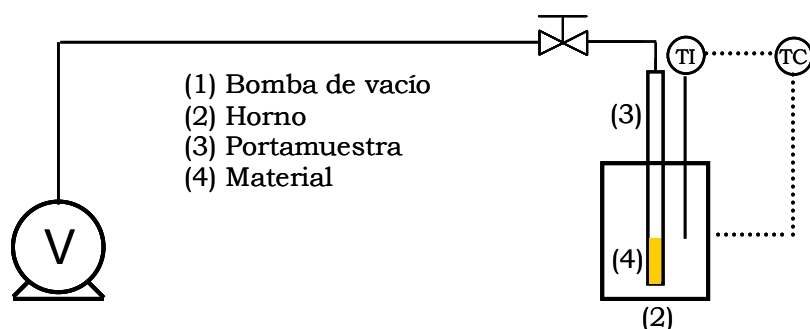 TI
TC
(1) Bomba de vacío
(2) Horno
(3) Portamuestra
(4) Material
(3)
V
(4)
(2)